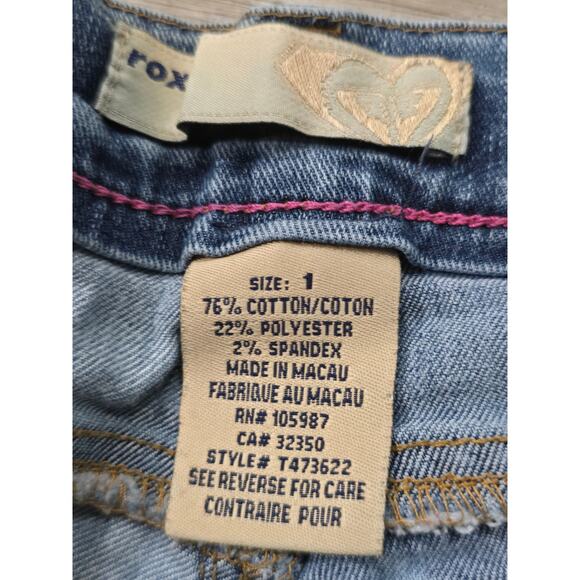 rox
SIZE: 1
76% COTTON/COTON
22% POLYESTER
2% SPANDEX
MADE IN MACAU
FABRIQUE AU MACAU
RN# 105987
CA# 32350
STYLE# T473622
SEE REVERSE FOR CARE
CONTRAIRE POUR